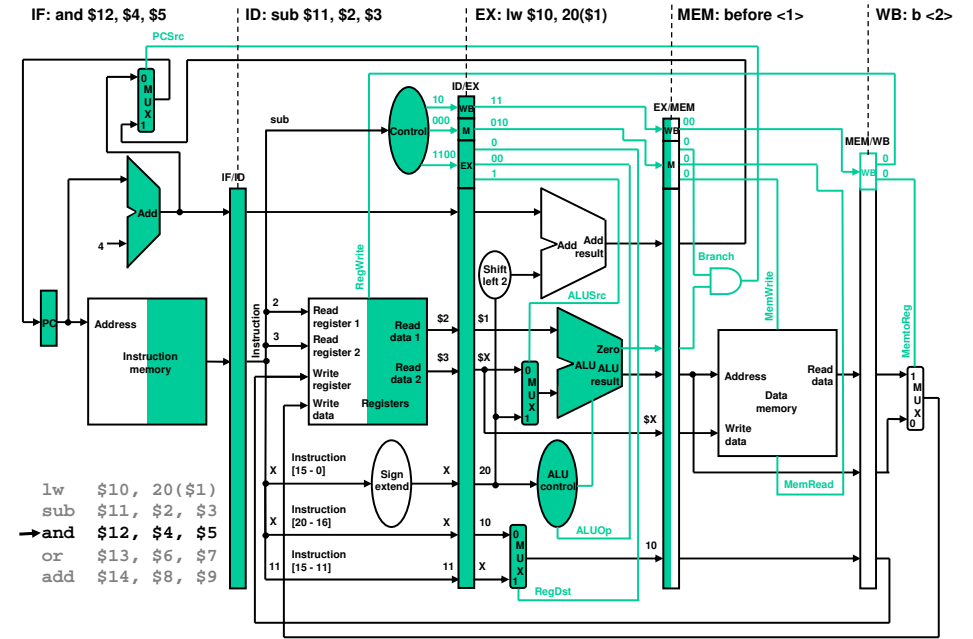 IF: and $12, $4, $5
ID: sub $11, $2, $3
EX: lw $10, 20($1)
MEM: before <1>
WB: b <2>
PCSrc
0
M
U
X
1
ID/EX
10
WB
11
EX/MEM
sub
Control
000
M
010
WB
00
MEM/WB
0
0
1100
EX
00
M
0
WB
0
1
0
0
IF/ID
Add
4
RegWrite
Add
Add
result
Shift
left 2
Branch
MemWrite
MemtoReg
ALUSrc
PC
Address
Instruction
memory
Instruction
2
Read
register 1
3
Read
register 2
Write
register
Write
data
Registers
Read
data 1
Read
data 2
$2
$1
$3
$X
0
M
U
X
1
Zero
ALU
ALU
result
$X
Address
Data
memory
Write
data
Read
data
1
M
U
X
0
MemRead
X
Instruction
[15 - 0]
Sign
extend
X
20
ALU
control
X
Instruction
[20 - 16]
X
10
ALUOp
0
M
U
X
1
10
11
Instruction
[15 - 11]
11
X
RegDst
lw $10, 20($1)
sub $11, $2, $3
and $12, $4, $5
or $13, $6, $7
add $14, $8, $9